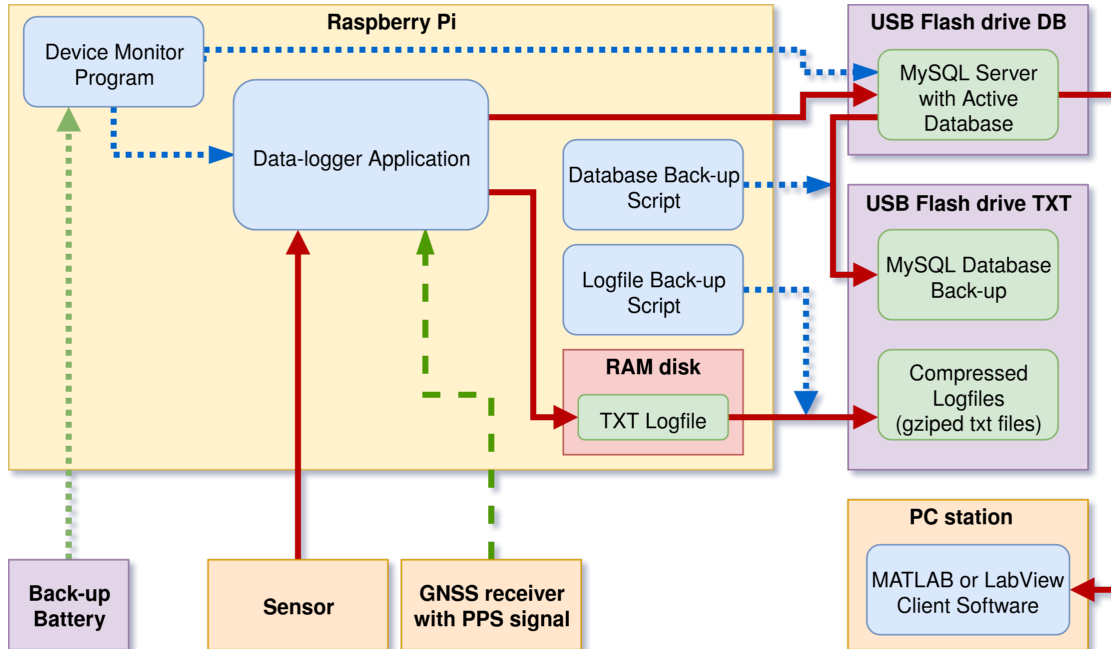 Raspberry Pi
Device Monitor
Program
Data-logger Application
Database Back-up
Script
Logfile Back-up
Script
RAM disk
TXT Logfile
USB Flash drive DB
MySQL Server
with Active
Database
USB Flash drive TXT
MySQL Database
Back-up
Compressed
Logfiles
(gziped txt files)
PC station
MATLAB or LabView
Client Software
Back-up
Battery
Sensor
GNSS receiver
with PPS signal